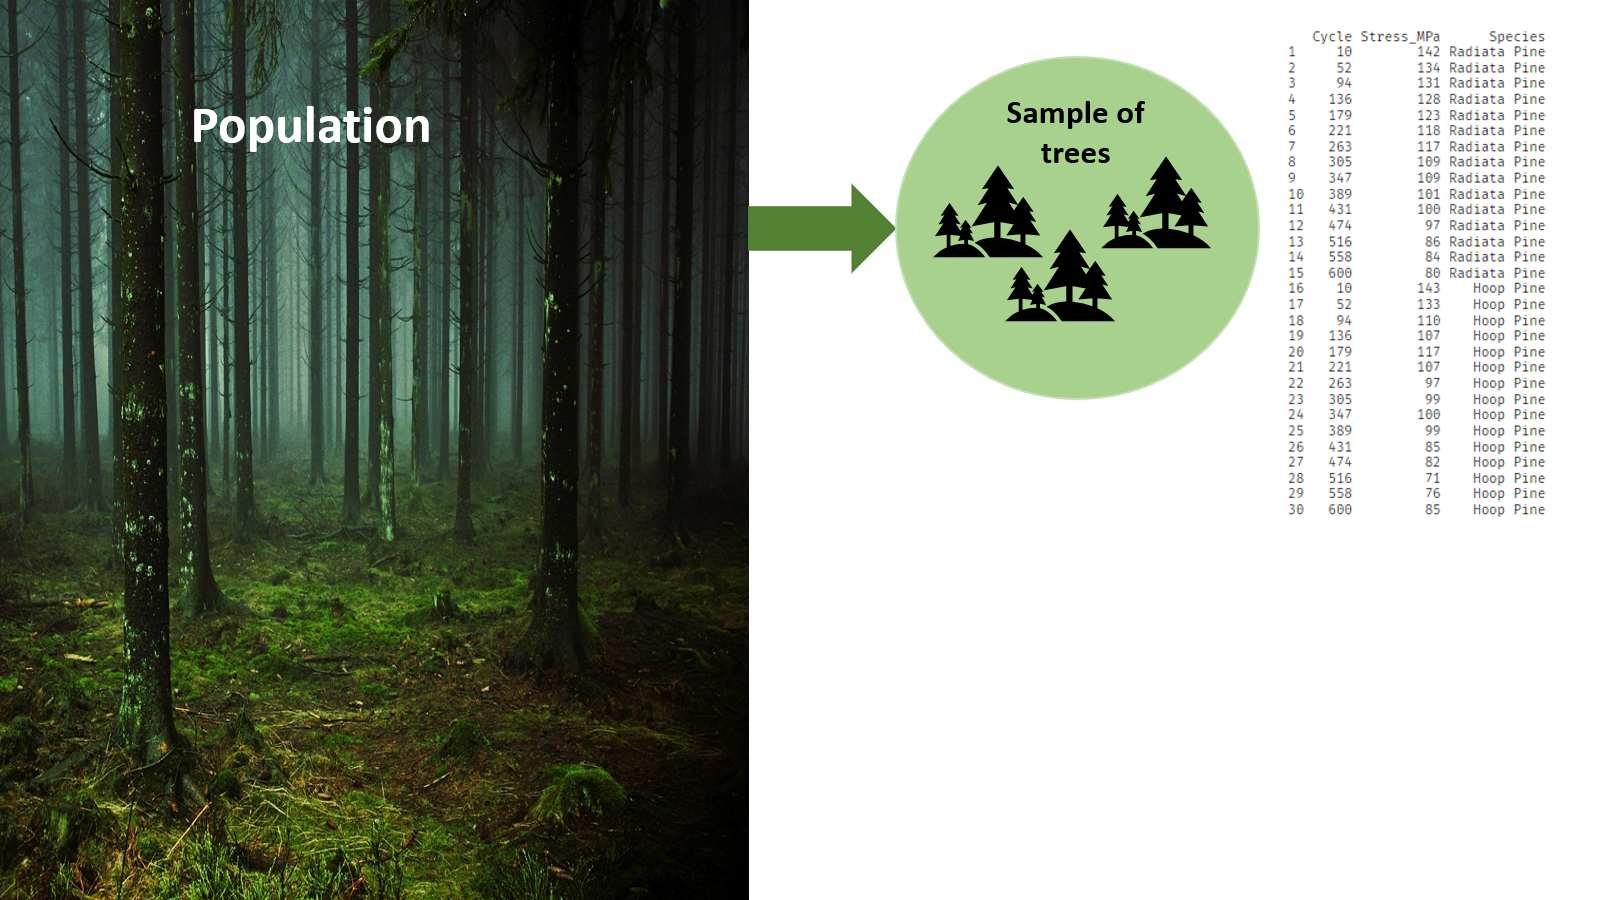 Population
Sample of
trees
Cycle Stress_MPa Species
1 10 142 Radiata Pine
2 52 134 Radiata Pine
3 94 131 Radiata Pine
4 136 128 Radiata Pine
5 179 123 Radiata Pine
6 221 118 Radiata Pine
7 263 117 Radiata Pine
8 305 109 Radiata Pine
9 347 109 Radiata Pine
10 389 101 Radiata Pine
11 431 100 Radiata Pine
12 474 97 Radiata Pine
13 516 86 Radiata Pine
14 558 84 Radiata Pine
15 600 80 Radiata Pine
16 10 143 Hoop Pine
17 52 133 Hoop Pine
18 94 110 Hoop Pine
19 136 107 Hoop Pine
20 179 117 Hoop Pine
21 221 107 Hoop Pine
22 263 97 Hoop Pine
23 305 99 Hoop Pine
24 347 100 Hoop Pine
25 389 99 Hoop Pine
26 431 85 Hoop Pine
27 474 82 Hoop Pine
28 516 71 Hoop Pine
29 558 76 Hoop Pine
30 600 85 Hoop Pine